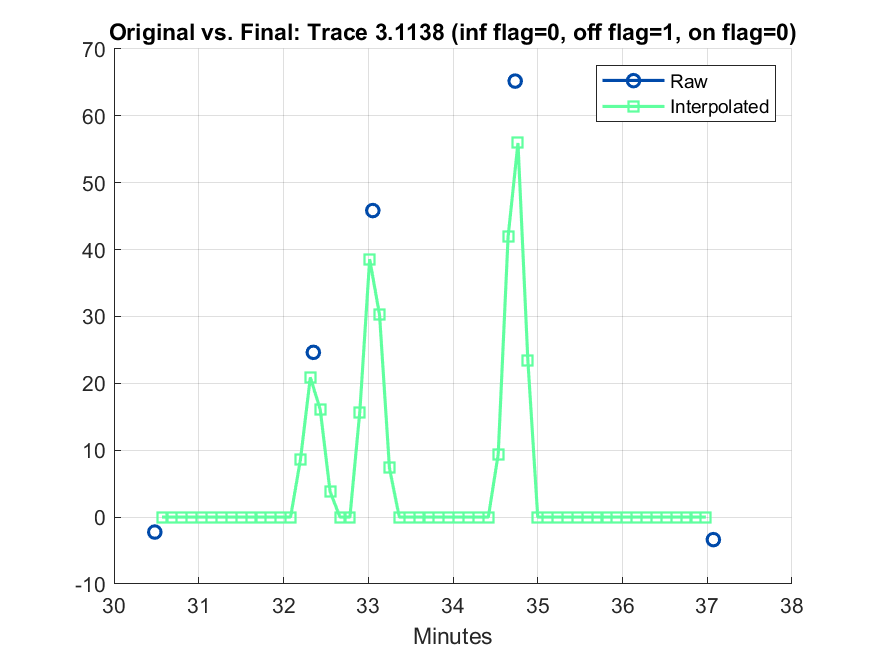 Original vs. Final: Trace 3.1138 (inf flag=0, off flag=1, on flag=0)
Raw
Interpolated
70
60
50
40
30
20
10
0
-10
30 31 32 33 34 35 36 37 38
Minutes